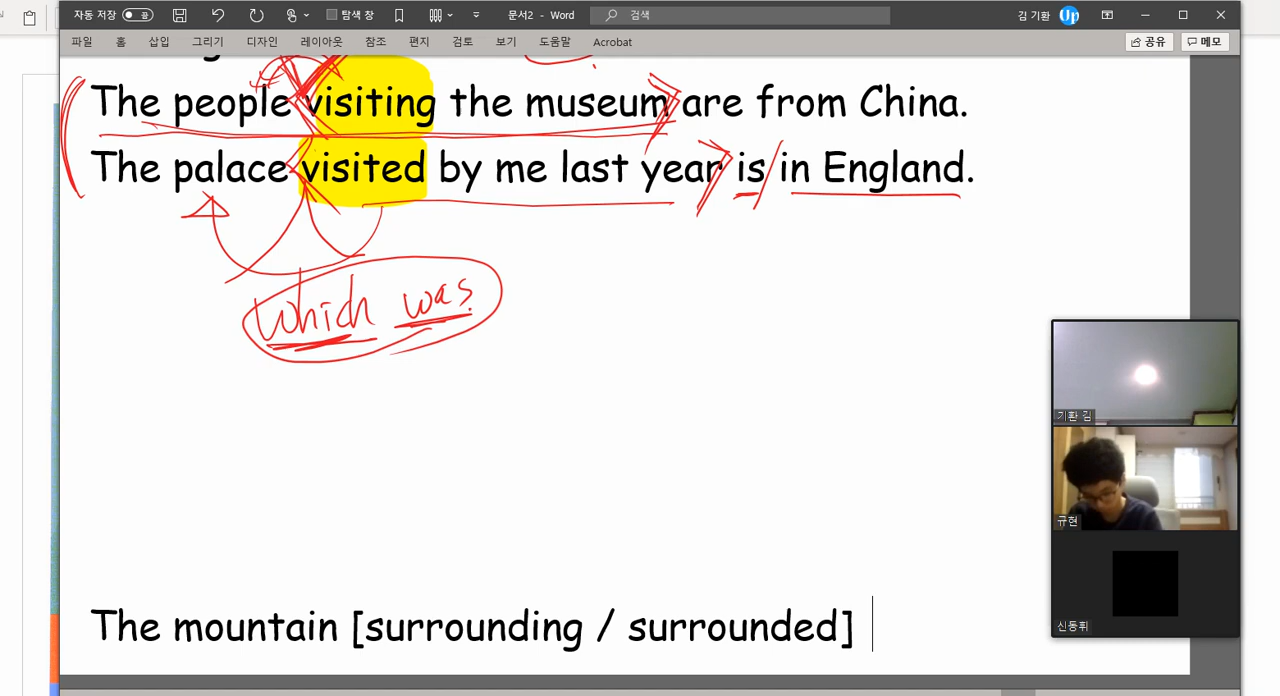 자동 저장 끔 탐색 창 문서2 - Word 검색 김 기환 Up
파일 홈 삽입 그리기 디자인 레이아웃 참조 편지 검토 보기 도움말 Acrobat 공유 메모
The people visiting the museum are from China.
The palace visited by me last year is in England.
which was
기환 김
규현
신동휘
The mountain [surrounding / surrounded]